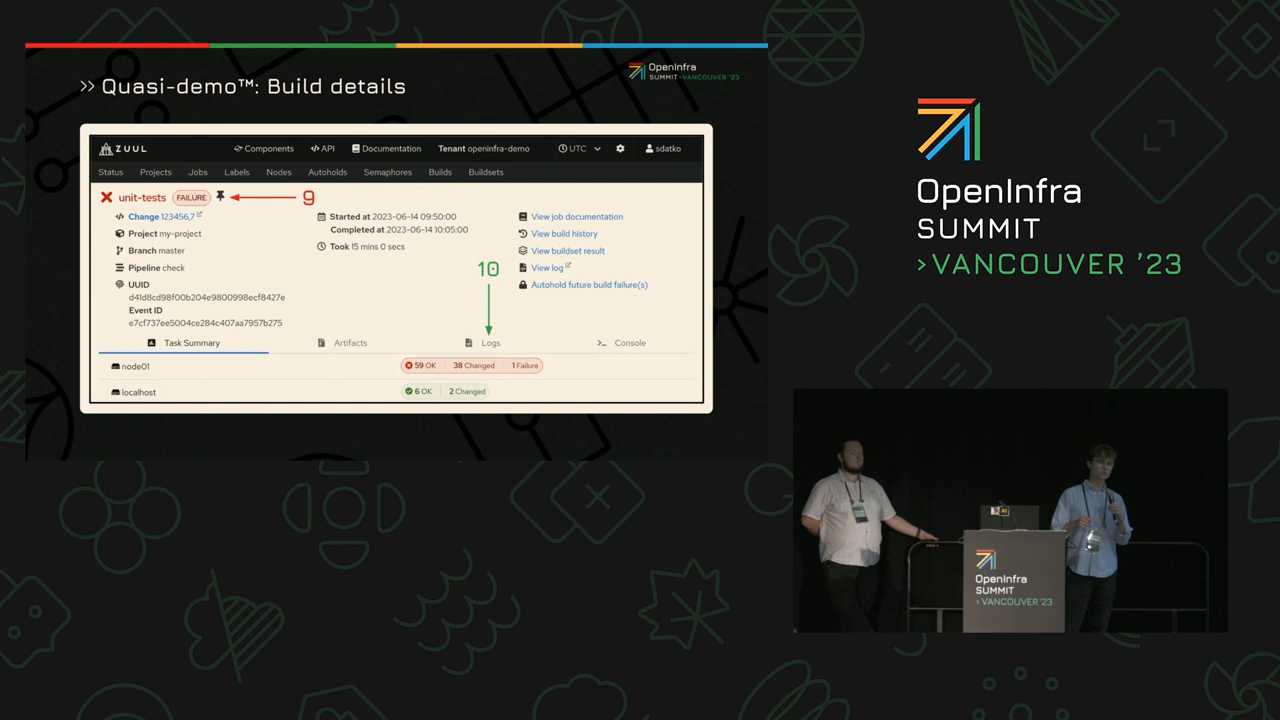 >> Quasi-demo™: Build details
OpenInfra
SUMMIT >VANCOUVER '23
ZUUL
Components
API
Documentation
Tenant openinfra-demo
UTC
sdatko
Status
Projects
Jobs
Labels
Nodes
Autoholds
Semaphores
Builds
Buildsets
unit-tests
FAILURE
9
Change 123456,7
Project my-project
Branch master
Pipeline check
UUID
d41d8cd98f00b204e9800998ecf8427e
Event ID
e7cf737ee5004ce284c407aa7957b275
Started at 2023-06-14 09:50:00
Completed at 2023-06-14 10:05:00
Took 15 mins 0 secs
10
View job documentation
View build history
View buildset result
View log
Autohold future build failure(s)
Task Summary
Artifacts
Logs
Console
node01
59 OK
38 Changed
1 Failure
localhost
6 OK
2 Changed
OpenInfra
SUMMIT
>VANCOUVER '23
OpenInfra
SUMMIT
>VANCOUVER '23